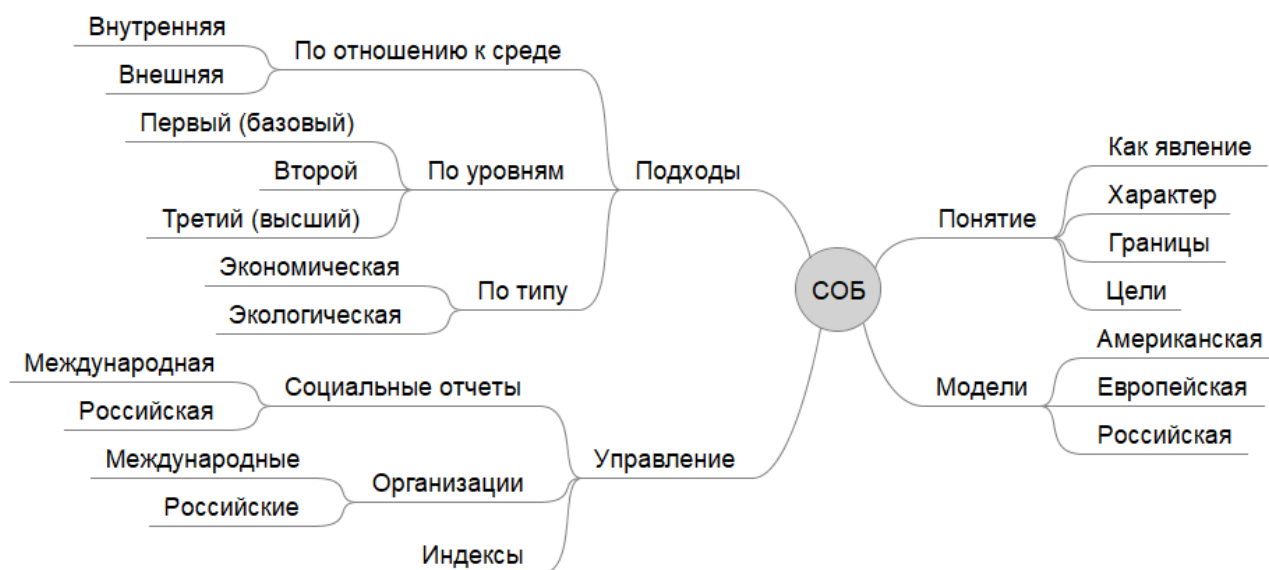 Внутренняя
Внешняя
По отношению к среде
Первый (базовый)
Второй
Третий (высший)
По уровням
Экономическая
Экологическая
По типу
Подходы
Международная
Российская
Социальные отчеты
Международные
Российские
Организации
Индексы
Управление
СОБ
Понятие
Как явление
Характер
Границы
Цели
Модели
Американская
Европейская
Российская